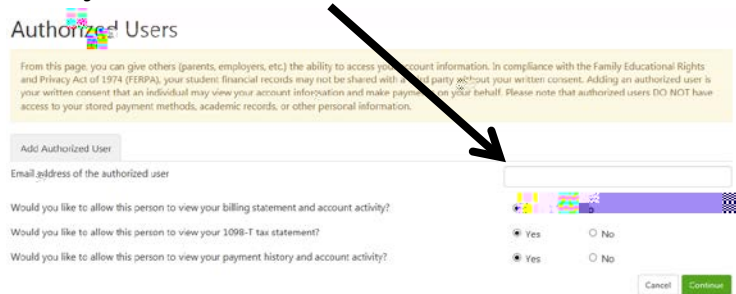 Authorized Users
From this page, you can give others (parents, employers, etc.) the ability to access your account information. In compliance with the Family Educational Rights
and Privacy Act of 1974 (FERPA), your student financial records may not be shared with a third party without your written consent. Adding an authorized user is
your written consent that an individual may view your account information and make payments on your behalf. Please note that authorized users DO NOT have
access to your stored payment methods, academic records, or other personal information.
Add Authorized User
Email address of the authorized user
Would you like to allow this person to view your billing statement and account activity?
Would you like to allow this person to view your 1098-T tax statement? Yes No
Would you like to allow this person to view your payment history and account activity? Yes No
Cancel Continue